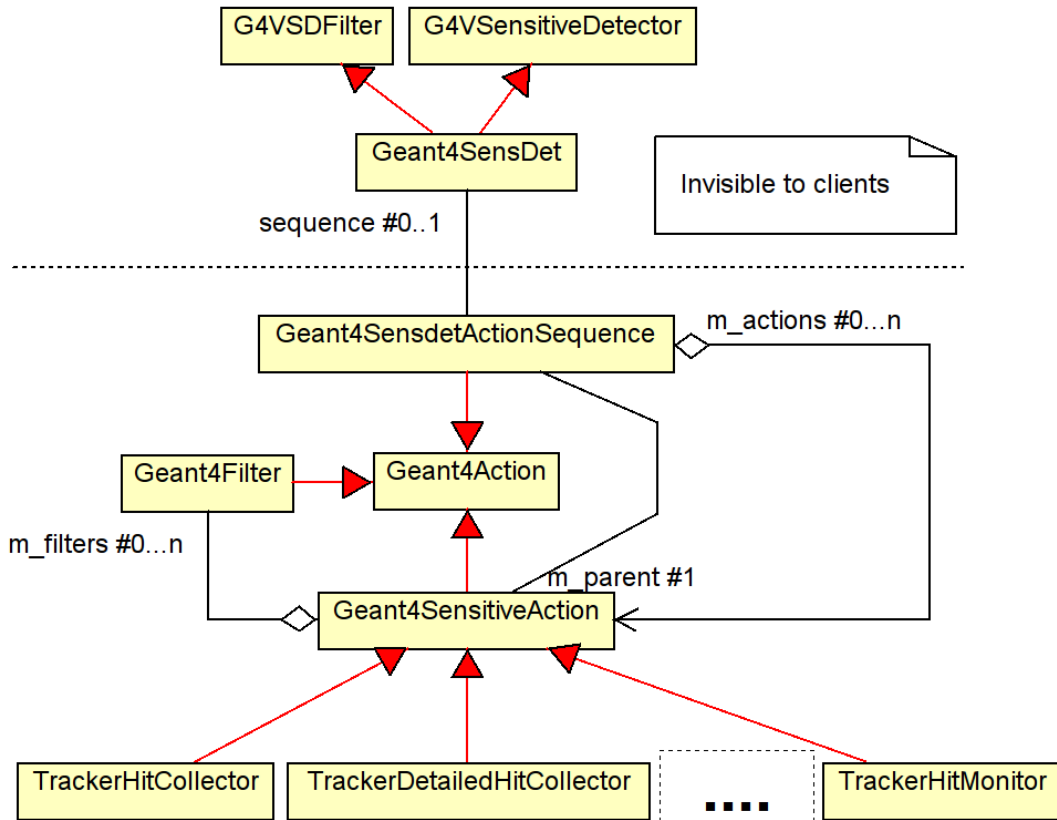 G4VSDFilter
G4VSensitiveDetector
Geant4SensDet
Invisible to clients
sequence #0..1
Geant4SensdetActionSequence
m_actions #0...n
Geant4Filter
Geant4Action
m_filters #0...n
m_parent #1
Geant4SensitiveAction
TrackerHitCollector
TrackerDetailedHitCollector
....
TrackerHitMonitor